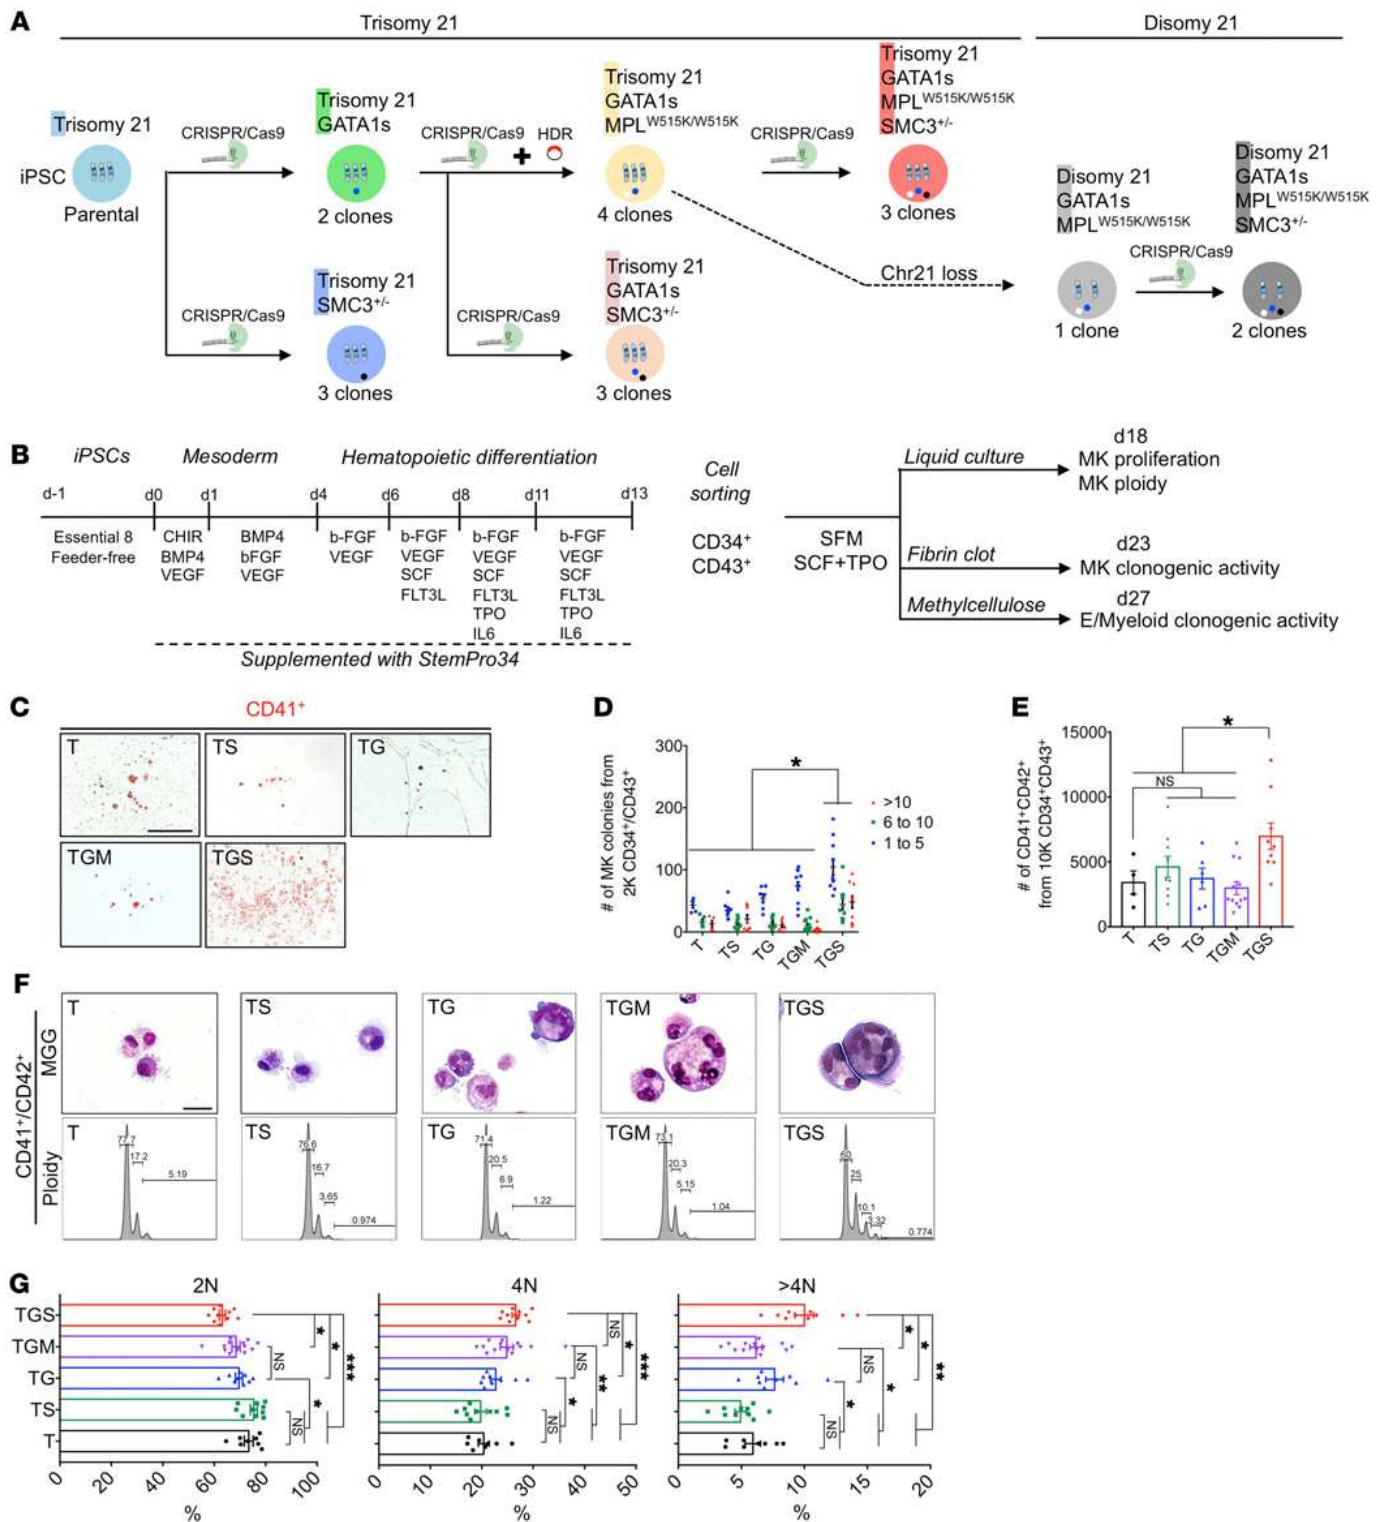 A
Trisomy 21
Disomy 21
iPSC
Trisomy 21
Parental
CRISPR/Cas9
Trisomy 21
GATA1s
2 clones
CRISPR/Cas9
HDR
Trisomy 21
GATA1s
MPL^W515K/W515K
4 clones
CRISPR/Cas9
Trisomy 21
GATA1s
MPL^W515K/W515K
SMC3^+/-
3 clones
CRISPR/Cas9
Trisomy 21
SMC3^+/-
3 clones
CRISPR/Cas9
Trisomy 21
GATA1s
SMC3^+/-
3 clones
Chr21 loss
Disomy 21
GATA1s
MPL^W515K/W515K
1 clone
CRISPR/Cas9
Disomy 21
GATA1s
MPL^W515K/W515K
SMC3^+/-
2 clones
B
iPSCs
Mesoderm
Hematopoietic differentiation
d-1 d0 d1 d4 d6 d8 d11 d13
Essential 8
Feeder-free
CHIR
BMP4
VEGF
BMP4
bFGF
VEGF
b-FGF
VEGF
b-FGF
VEGF
SCF
FLT3L
b-FGF
VEGF
SCF
FLT3L
TPO
IL6
b-FGF
VEGF
SCF
FLT3L
TPO
IL6
Supplemented with StemPro34
Cell
sorting
CD34+
CD43+
SFM
SCF+TPO
Liquid culture
d18
MK proliferation
MK ploidy
Fibrin clot
d23
MK clonogenic activity
Methylcellulose
d27
E/Myeloid clonogenic activity
C
CD41+
T
TS
TG
TGM
TGS
D
# of MK colonies from
2K CD34+/CD43+
300
200
100
0
*
>10
6 to 10
1 to 5
T TS TG TGM TGS
E
# of CD41+CD42+
from 10K CD34+CD43+
15000
10000
5000
0
*
NS
T TS TG TGM TGS
F
CD41+/CD42+
MGG
T
TS
TG
TGM
TGS
Ploidy
T
77.7
17.2
5.19
TS
76.6
16.7
3.65
0.974
TG
71.4
20.5
6.9
1.22
TGM
73.1
20.3
5.15
1.04
TGS
60
25
10.1
3.32
0.774
G
2N
TGS
TGM
TG
TS
T
NS
NS
*
*
*
***
0 20 40 60 80 100
%
4N
NS
NS
NS
*
*
**
***
0 10 20 30 40 50
%
>4N
NS
NS
*
*
*
*
**
0 5 10 15 20
%